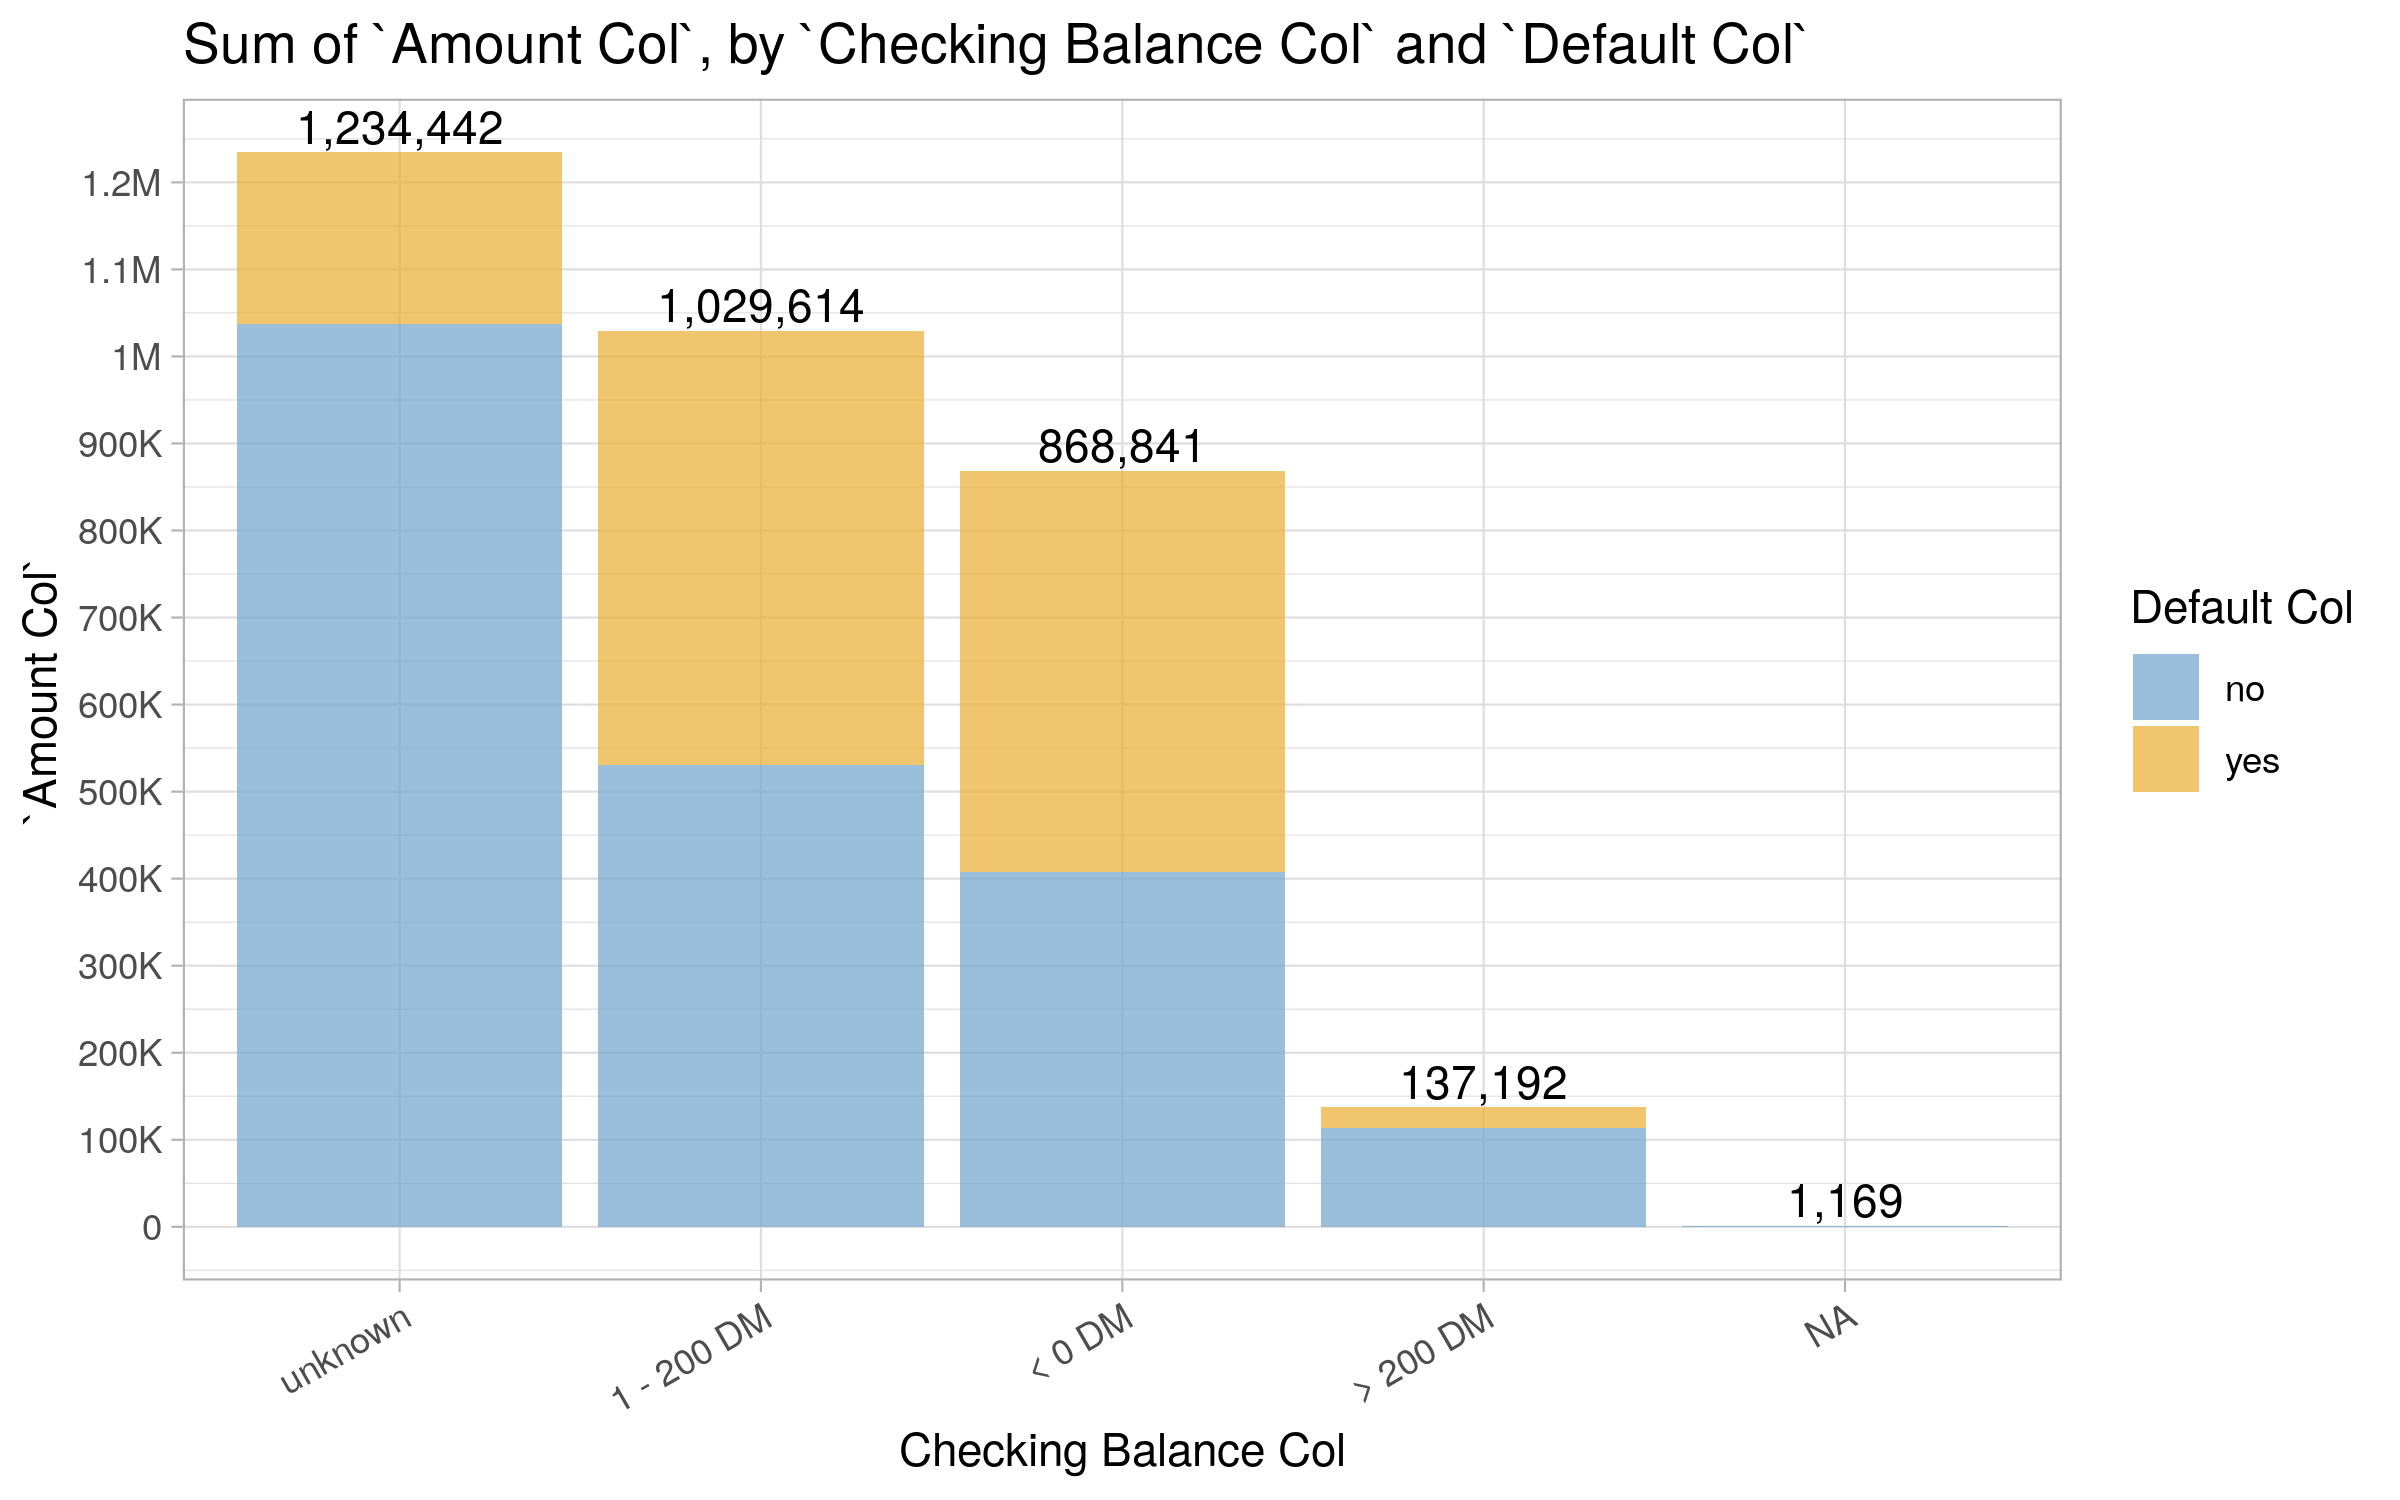 Sum of `Amount Col`, by `Checking Balance Col` and `Default Col`
1,234,442
1,029,614
868,841
137,192
1,169
1.2M
1.1M
1M
900K
800K
700K
600K
500K
400K
300K
200K
100K
0
`Amount Col`
unknown
1 - 200 DM
< 0 DM
> 200 DM
NA
Checking Balance Col
Default Col
no
yes